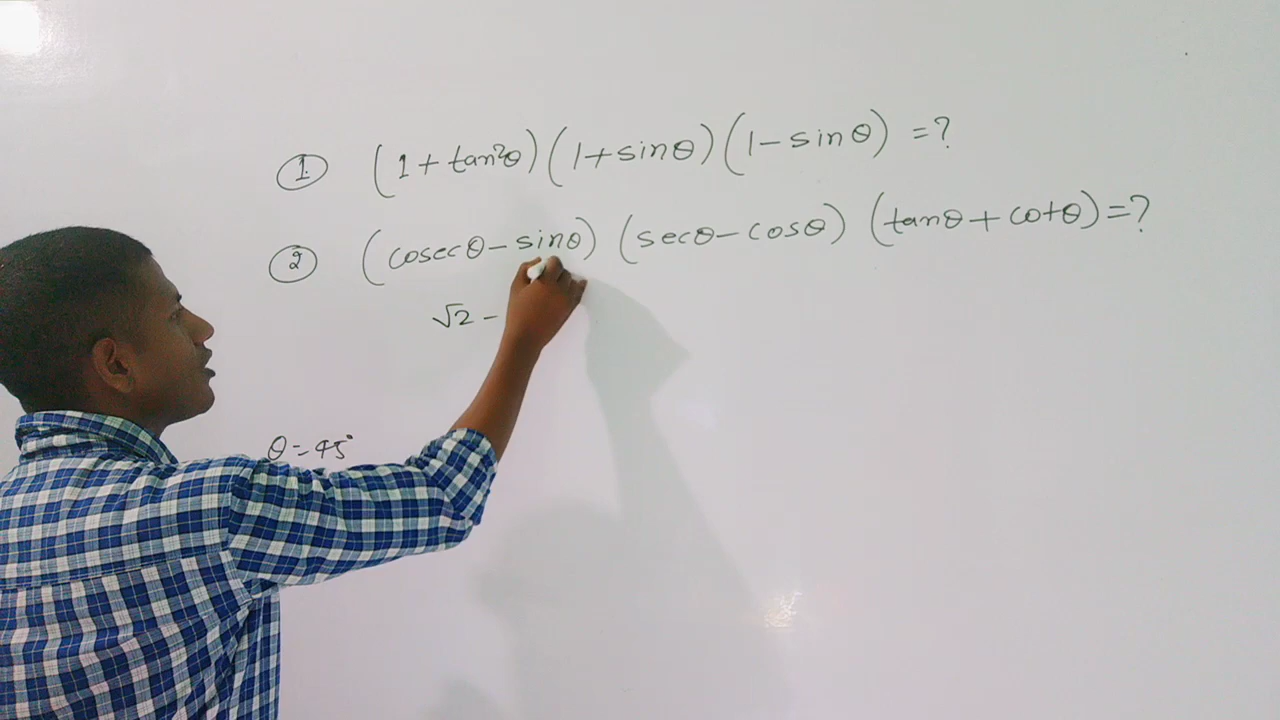 ① (1 + tan²θ) (1 + sinθ) (1 - sinθ) = ?
② (cosecθ - sinθ) (secθ - cosθ) (tanθ + cotθ) = ?
√2 -
θ = 45°